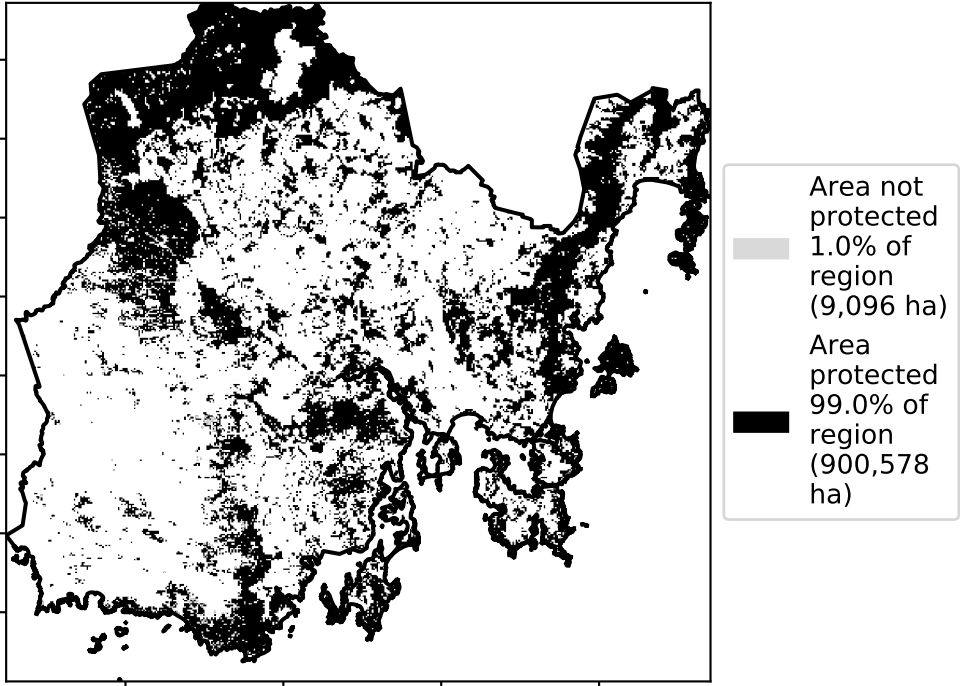 Area not
protected
1.0% of
region
(9,096 ha)
Area
protected
99.0% of
region
(900,578
ha)